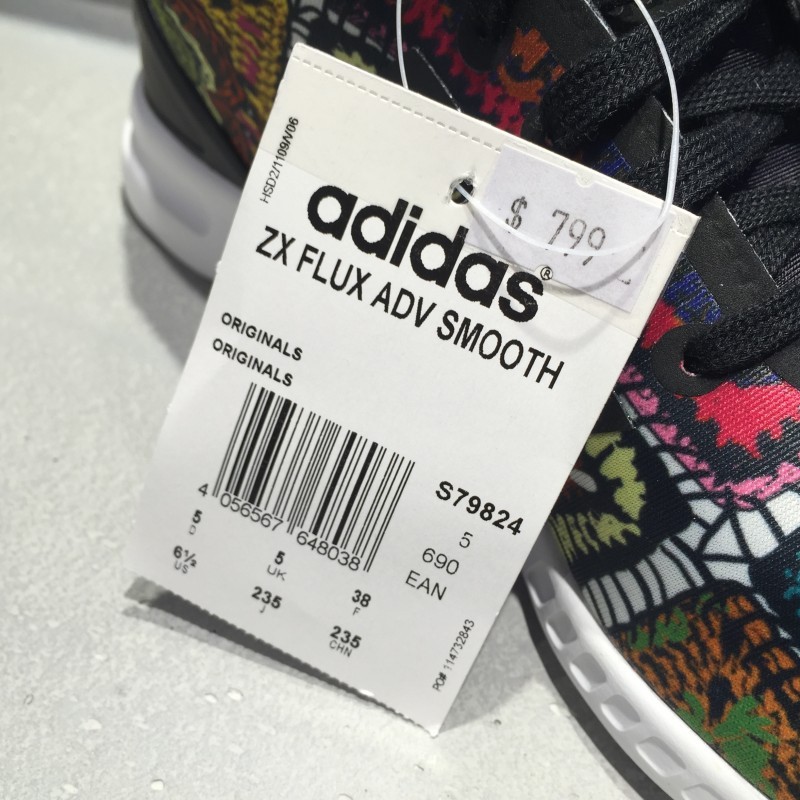 HSD2/1109/V06
$ 799
adidas®
ZX FLUX ADV SMOOTH
ORIGINALS
ORIGINALS
4 056567 648038
S79824
5
690
EAN
5
D
6½
US
5
UK
38
F
235
J
235
CHN
PO# 114732843